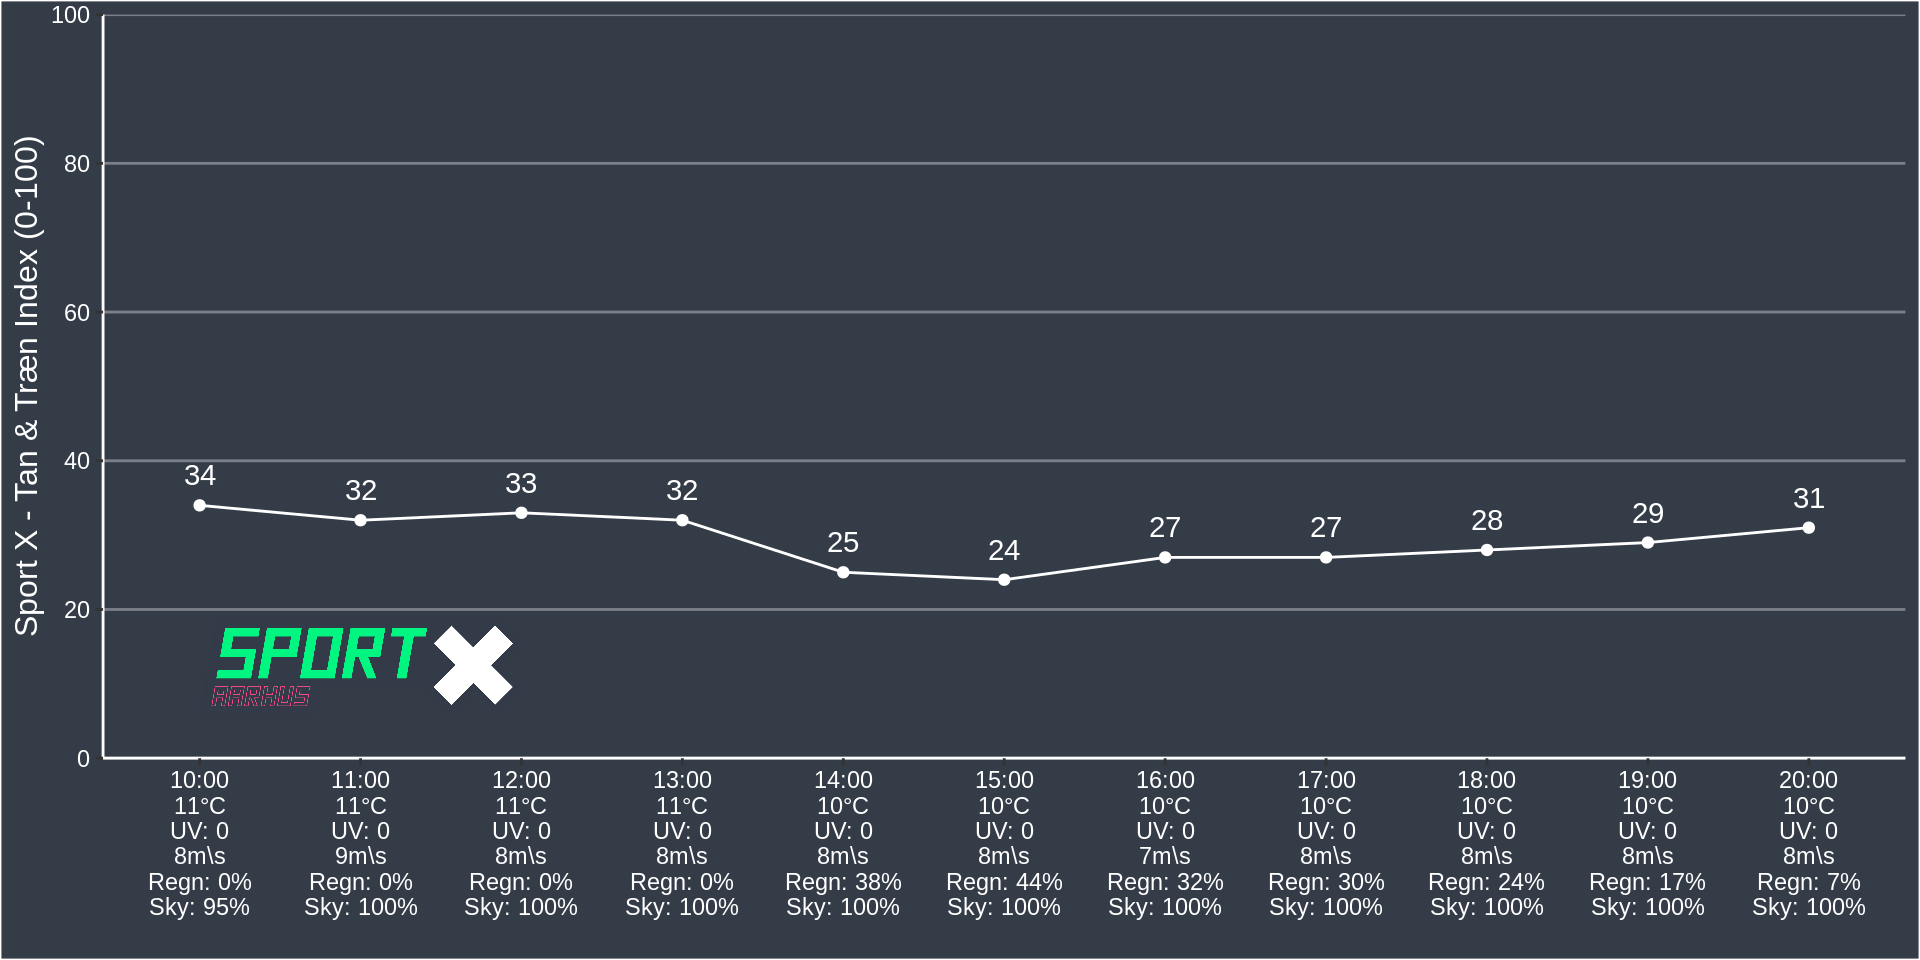 Sport X - Tan & Træn Index (0-100)
100
80
60
40
20
0
34
32
33
32
25
24
27
27
28
29
31
SPORT X
AARHUS
10:00 11:00 12:00 13:00 14:00 15:00 16:00 17:00 18:00 19:00 20:00
11°C 11°C 11°C 11°C 10°C 10°C 10°C 10°C 10°C 10°C 10°C
UV: 0 UV: 0 UV: 0 UV: 0 UV: 0 UV: 0 UV: 0 UV: 0 UV: 0 UV: 0 UV: 0
8m\s 9m\s 8m\s 8m\s 8m\s 8m\s 7m\s 8m\s 8m\s 8m\s 8m\s
Regn: 0% Regn: 0% Regn: 0% Regn: 0% Regn: 38% Regn: 44% Regn: 32% Regn: 30% Regn: 24% Regn: 17% Regn: 7%
Sky: 95% Sky: 100% Sky: 100% Sky: 100% Sky: 100% Sky: 100% Sky: 100% Sky: 100% Sky: 100% Sky: 100% Sky: 100%